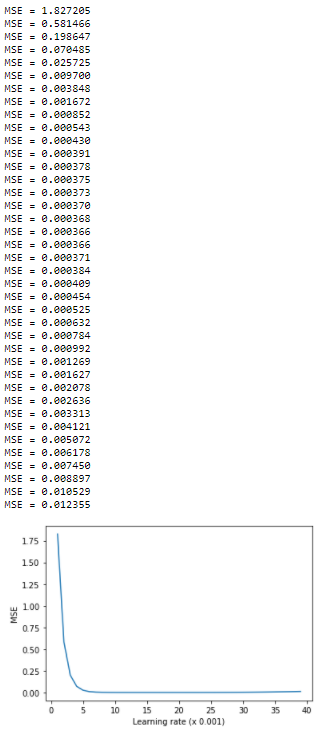 MSE = 1.827205
MSE = 0.581466
MSE = 0.198647
MSE = 0.070485
MSE = 0.025725
MSE = 0.009700
MSE = 0.003848
MSE = 0.001672
MSE = 0.000852
MSE = 0.000543
MSE = 0.000430
MSE = 0.000391
MSE = 0.000378
MSE = 0.000375
MSE = 0.000373
MSE = 0.000370
MSE = 0.000368
MSE = 0.000366
MSE = 0.000366
MSE = 0.000371
MSE = 0.000384
MSE = 0.000409
MSE = 0.000454
MSE = 0.000525
MSE = 0.000632
MSE = 0.000784
MSE = 0.000992
MSE = 0.001269
MSE = 0.001627
MSE = 0.002078
MSE = 0.002636
MSE = 0.003313
MSE = 0.004121
MSE = 0.005072
MSE = 0.006178
MSE = 0.007450
MSE = 0.008897
MSE = 0.010529
MSE = 0.012355
1.75
1.50
1.25
1.00
0.75
0.50
0.25
0.00
MSE
0 5 10 15 20 25 30 35 40
Learning rate (x 0.001)